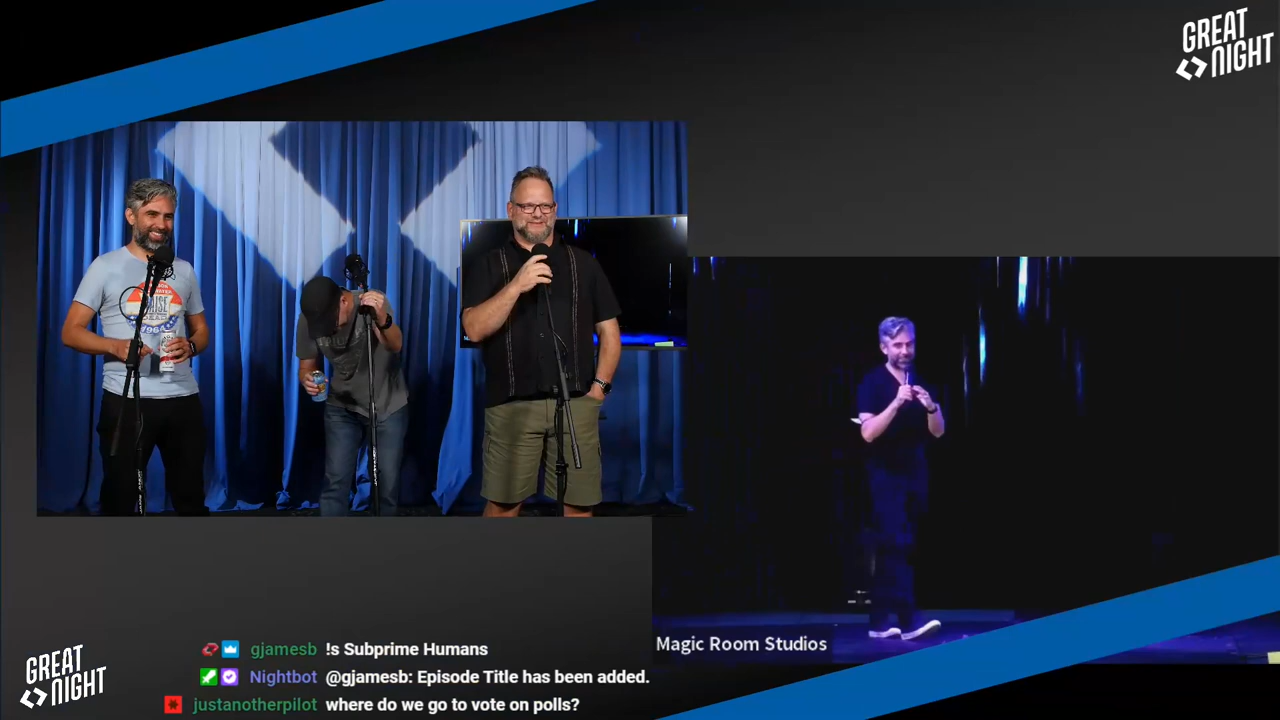 GREAT
NIGHT
1964
Magic Room Studios
gjamesb !s Subprime Humans
Nightbot @gjamesb: Episode Title has been added.
justanotherpilot where do we go to vote on polls?
GREAT
NIGHT